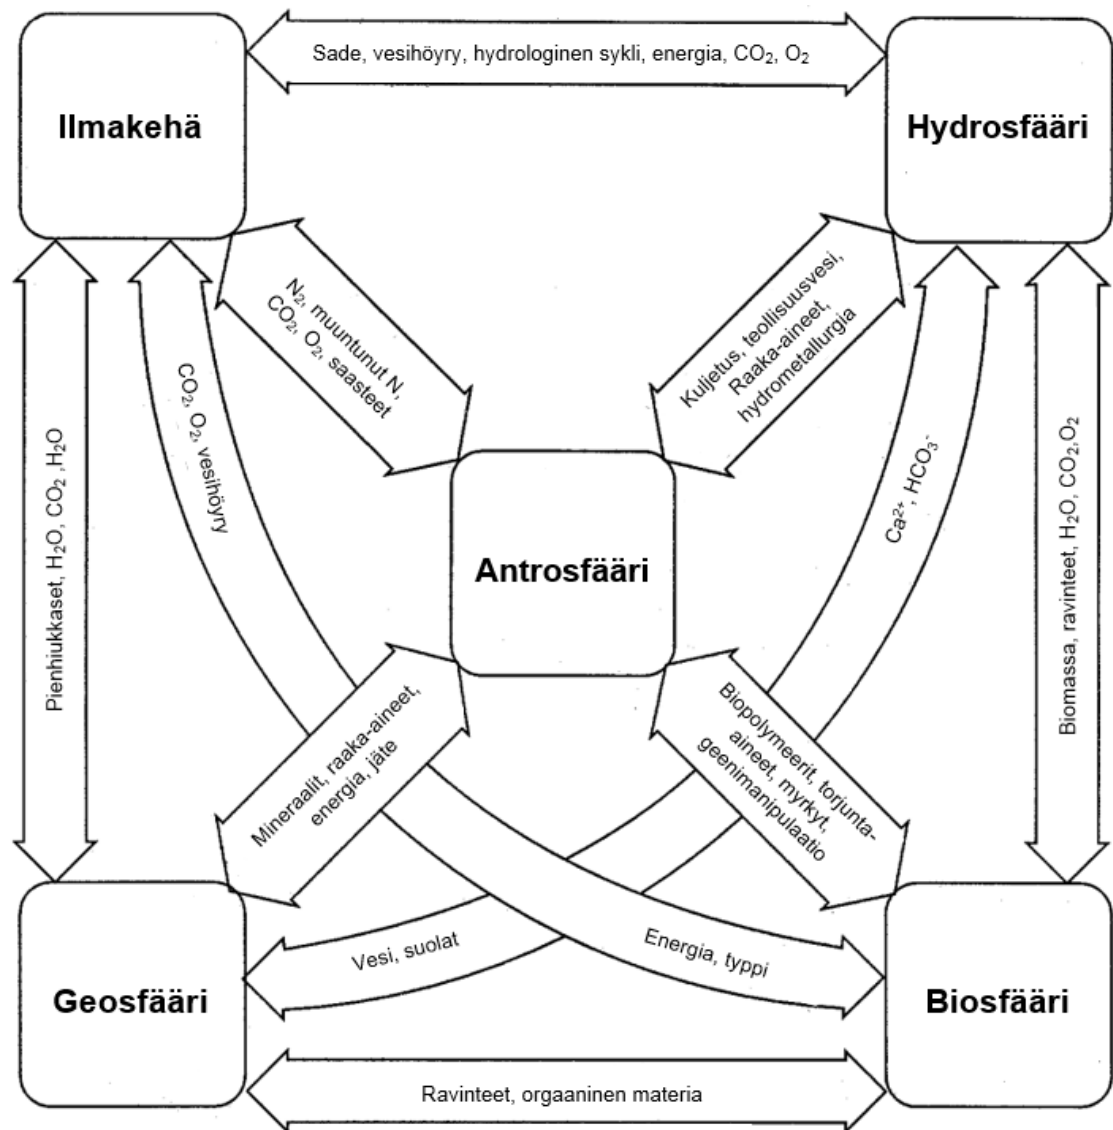 Sade, vesihöyry, hydrologinen sykli, energia, CO₂, O₂
Ilmakehä
Hydrosfääri
N₂, muuntunut N,
CO₂, O₂, saasteet
Kuljetus, teollisuusvesi,
Raaka-aineet,
hydrometallurgia
CO₂, O₂, vesihöyry
Ca²⁺, HCO₃⁻
Pienhiukkaset, H₂O, CO₂ ,H₂O
Biomassa, ravinteet, H₂O, CO₂,O₂
Antrosfääri
Mineraalit, raaka-aineet,
energia, jäte
Biopolymeerit, torjunta-
aineet, myrkyt,
geenimanipulaatio
Vesi, suolat
Energia, typpi
Geosfääri
Biosfääri
Ravinteet, orgaaninen materia